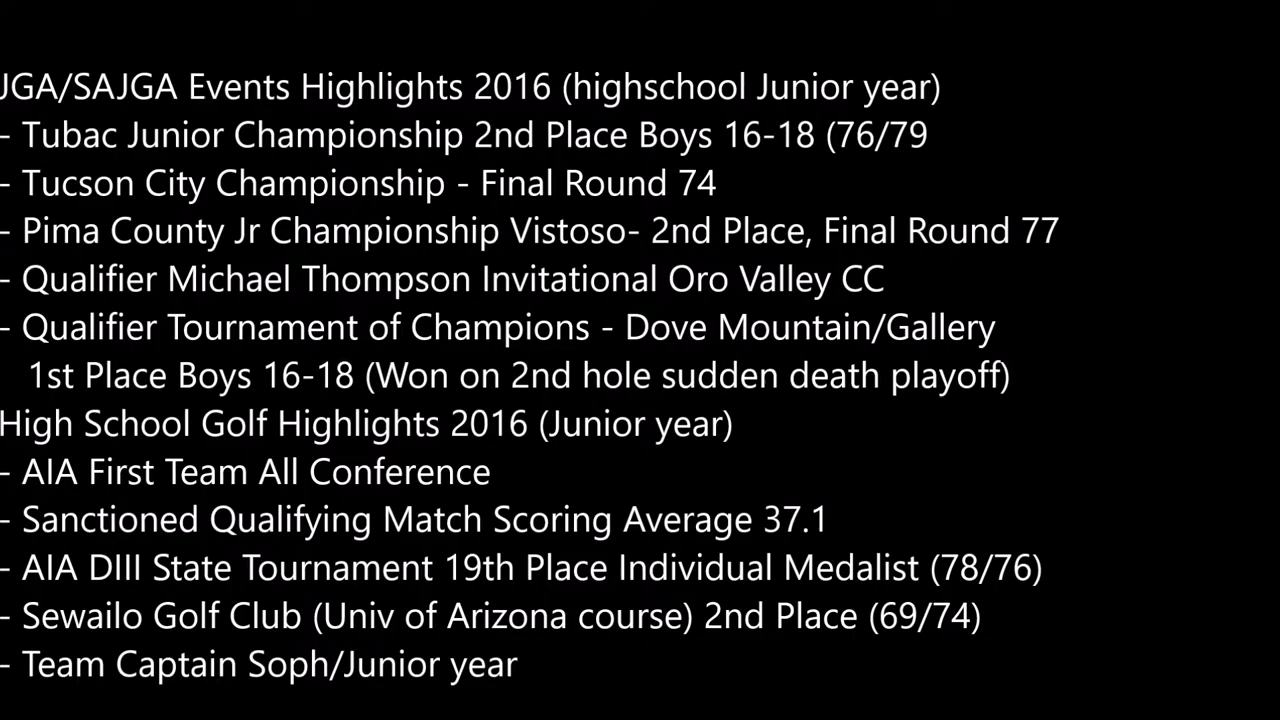 JGA/SAJGA Events Highlights 2016 (highschool Junior year)
- Tubac Junior Championship 2nd Place Boys 16-18 (76/79
- Tucson City Championship - Final Round 74
- Pima County Jr Championship Vistoso- 2nd Place, Final Round 77
- Qualifier Michael Thompson Invitational Oro Valley CC
- Qualifier Tournament of Champions - Dove Mountain/Gallery
1st Place Boys 16-18 (Won on 2nd hole sudden death playoff)
High School Golf Highlights 2016 (Junior year)
- AIA First Team All Conference
- Sanctioned Qualifying Match Scoring Average 37.1
- AIA DIII State Tournament 19th Place Individual Medalist (78/76)
- Sewailo Golf Club (Univ of Arizona course) 2nd Place (69/74)
- Team Captain Soph/Junior year